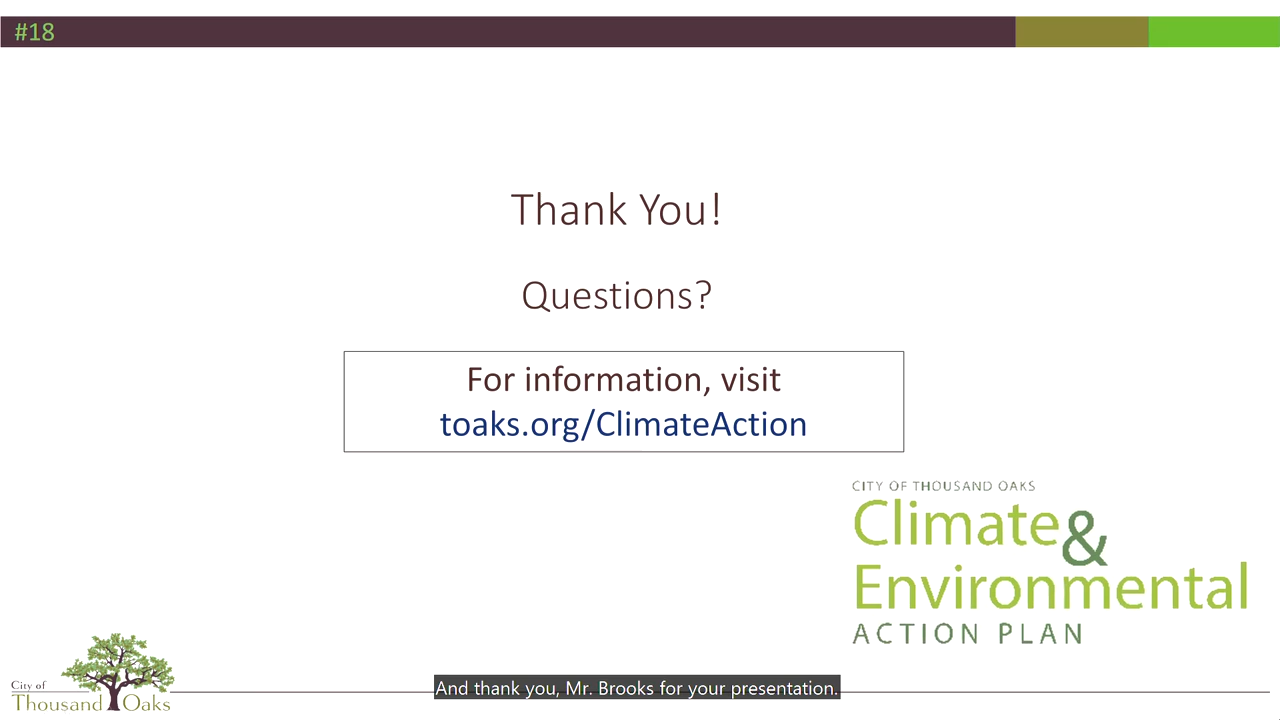 #18
Thank You!
Questions?
For information, visit
toaks.org/ClimateAction
CITY OF THOUSAND OAKS
Climate &
Environmental
ACTION PLAN
City of
Thousand Oaks
And thank you, Mr. Brooks for your presentation.